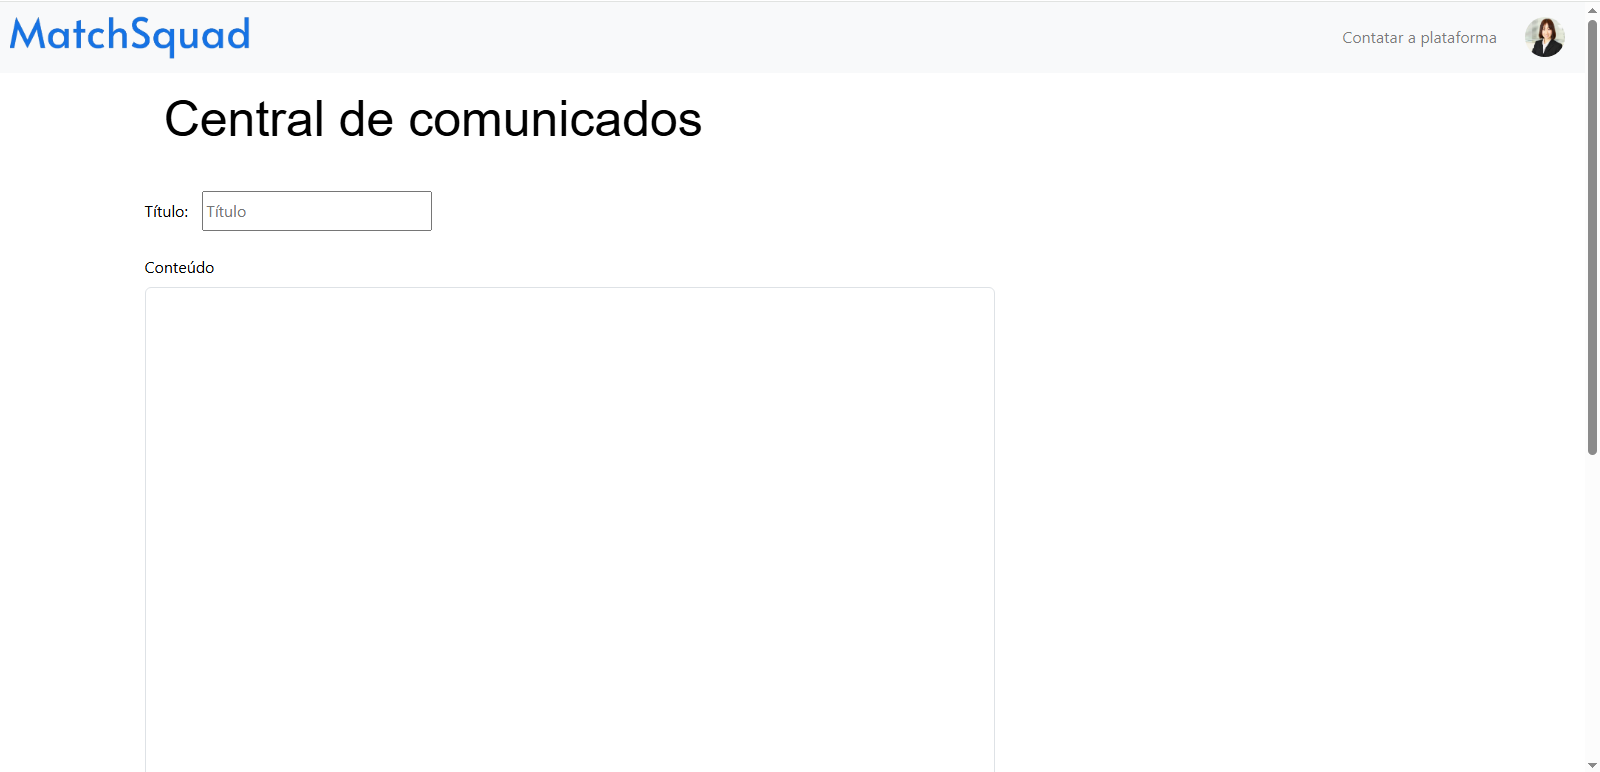 MatchSquad
Contatar a plataforma
Central de comunicados
Título:
Título
Conteúdo